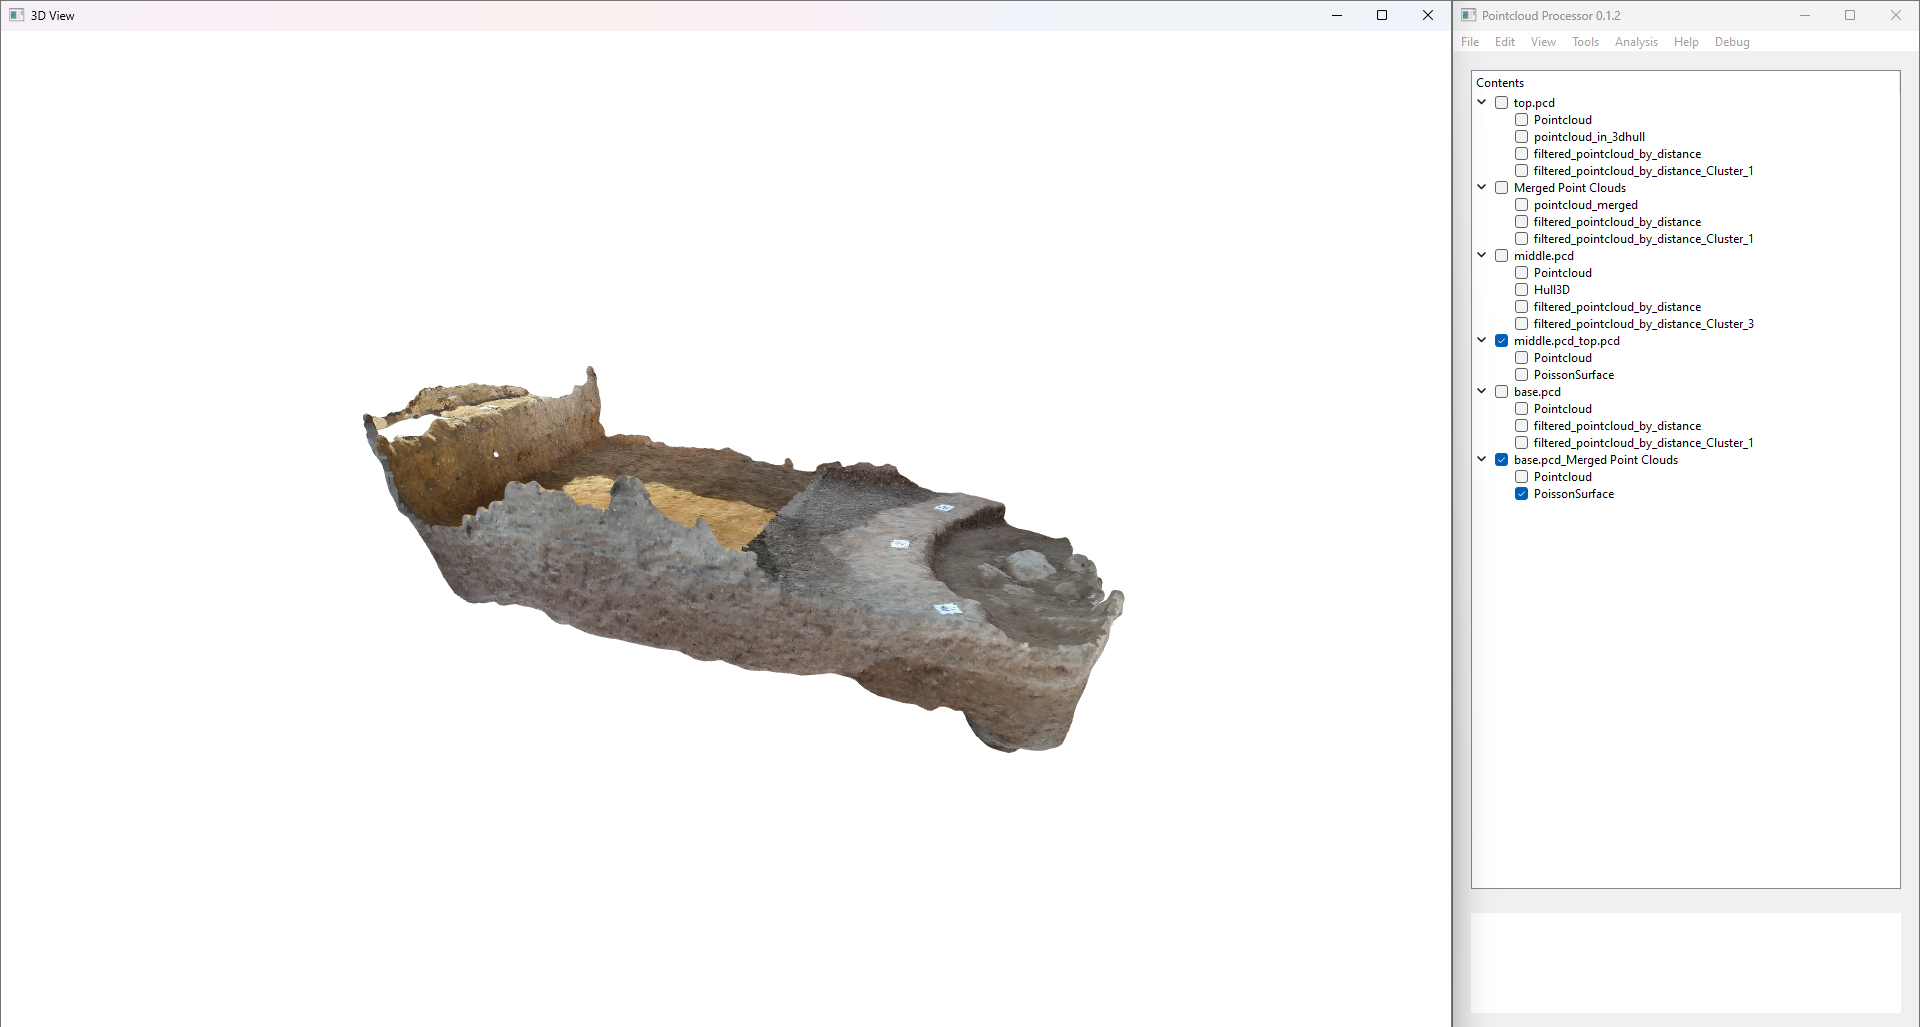 3D View
Pointcloud Processor 0.1.2
File Edit View Tools Analysis Help Debug
Contents
top.pcd
Pointcloud
pointcloud_in_3dhull
filtered_pointcloud_by_distance
filtered_pointcloud_by_distance_Cluster_1
Merged Point Clouds
pointcloud_merged
filtered_pointcloud_by_distance
filtered_pointcloud_by_distance_Cluster_1
middle.pcd
Pointcloud
Hull3D
filtered_pointcloud_by_distance
filtered_pointcloud_by_distance_Cluster_3
middle.pcd_top.pcd
Pointcloud
PoissonSurface
base.pcd
Pointcloud
filtered_pointcloud_by_distance
filtered_pointcloud_by_distance_Cluster_1
base.pcd_Merged Point Clouds
Pointcloud
PoissonSurface